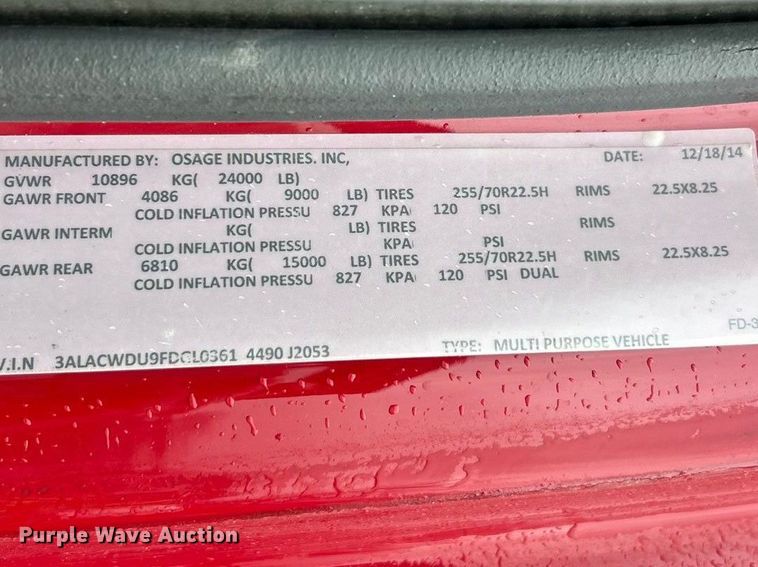 MANUFACTURED BY: OSAGE INDUSTRIES. INC, DATE: 12/18/14
GVWR 10896 KG( 24000 LB)
GAWR FRONT 4086 KG( 9000 LB) TIRES 255/70R22.5H RIMS 22.5X8.25
COLD INFLATION PRESSU 827 KPA( 120 PSI
GAWR INTERM KG( LB) TIRES RIMS
COLD INFLATION PRESSU KPA( PSI
GAWR REAR 6810 KG( 15000 LB) TIRES 255/70R22.5H RIMS 22.5X8.25
COLD INFLATION PRESSU 827 KPA( 120 PSI DUAL
FD-3
V.I.N 3ALACWDU9FDGL0361 4490 J2053 TYPE: MULTI PURPOSE VEHICLE
Purple Wave Auction